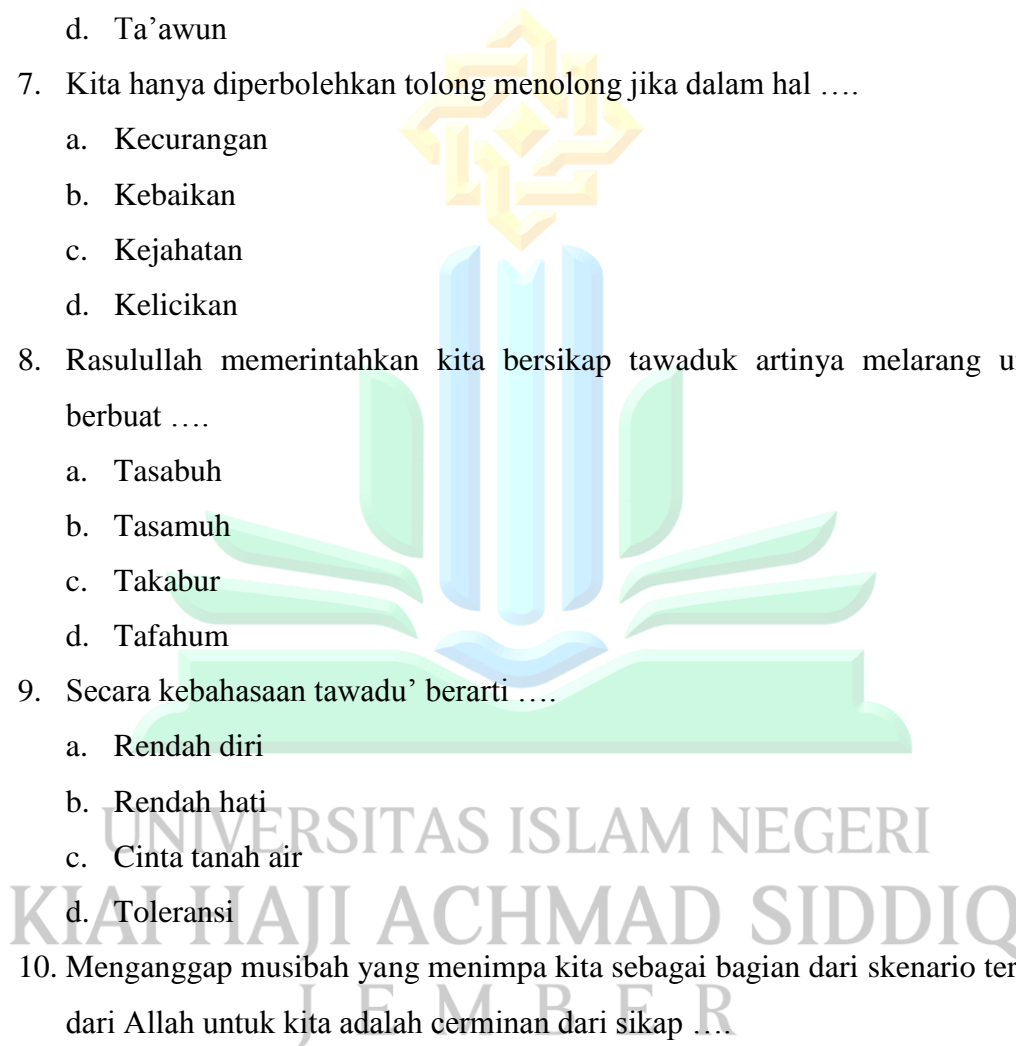 d. Ta’awun
7. Kita hanya diperbolehkan tolong menolong jika dalam hal ….
a. Kecurangan
b. Kebaikan
c. Kejahatan
d. Kelicikan
8. Rasulullah memerintahkan kita bersikap tawaduk artinya melarang
berbuat ….
a. Tasabuh
b. Tasamuh
c. Takabur
d. Tafahum
9. Secara kebahasaan tawadu’ berarti ….
a. Rendah diri
b. Rendah hati
UNIVERSITAS ISLAM NEGERI
c. Cinta tanah air
KIAI HAJI ACHMAD
d. Toleransi
10. Menganggap musibah yang menimpa kita sebagai bagian dari skenario
JEMBER
dari Allah untuk kita adalah cerminan dari sikap ….